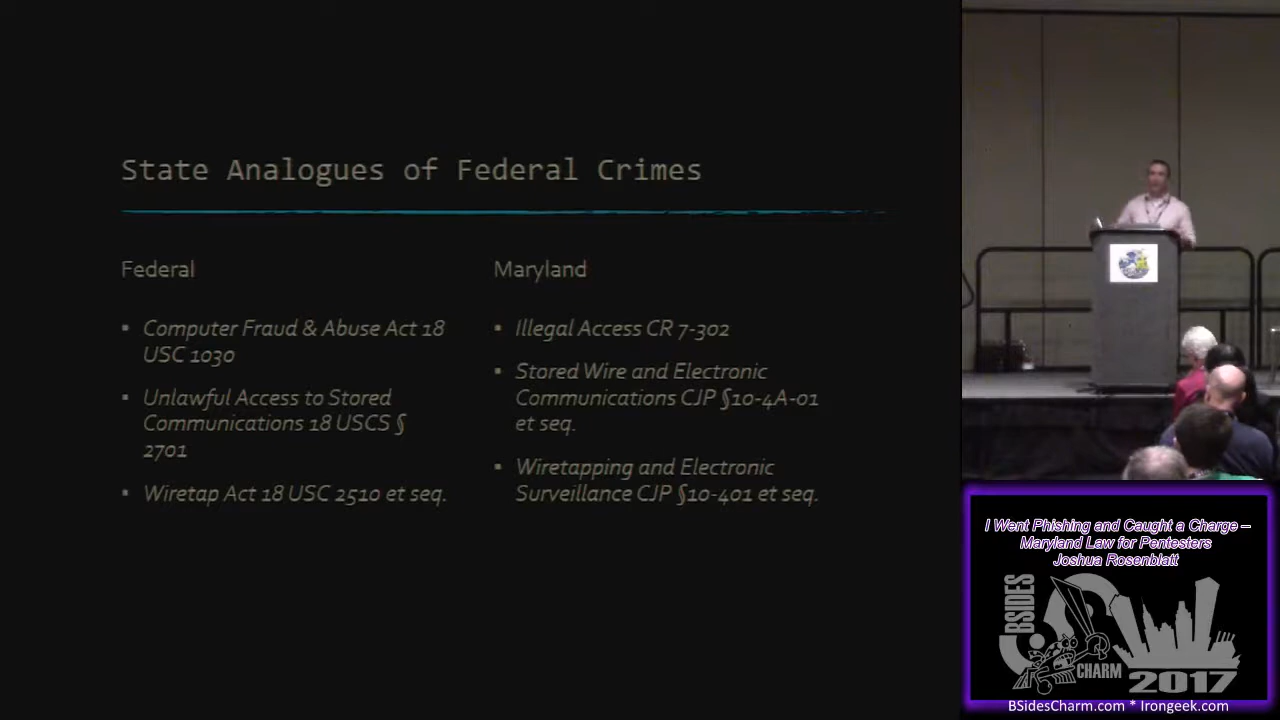 State Analogues of Federal Crimes
Federal
▪ Computer Fraud & Abuse Act 18
USC 1030
▪ Unlawful Access to Stored
Communications 18 USCS §
2701
▪ Wiretap Act 18 USC 2510 et seq.
Maryland
▪ Illegal Access CR 7-302
▪ Stored Wire and Electronic
Communications CJP §10-4A-01
et seq.
▪ Wiretapping and Electronic
Surveillance CJP §10-401 et seq.
I Went Phishing and Caught a Charge –
Maryland Law for Pentesters
Joshua Rosenblatt
BSIDES
CHARM
2017
BSidesCharm.com * Irongeek.com